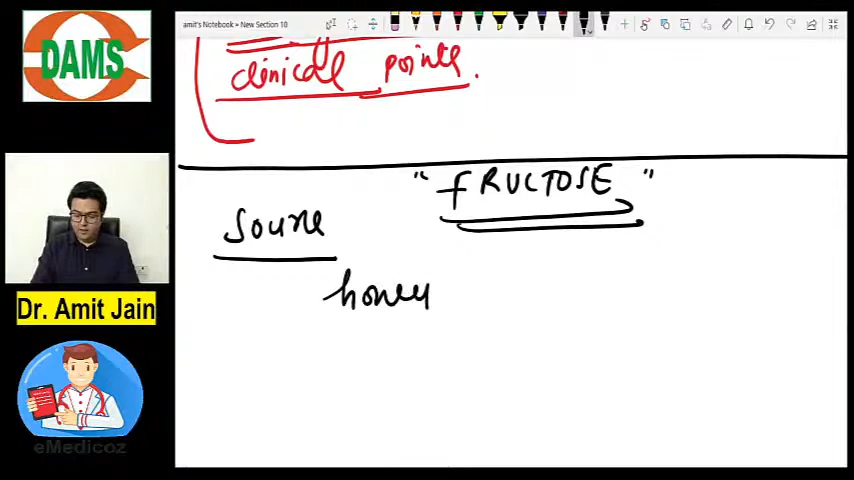 amit's Notebook > New Section 10
DAMS
clinical points.
"FRUCTOSE"
Source
honey
Dr. Amit Jain
eMedicoz